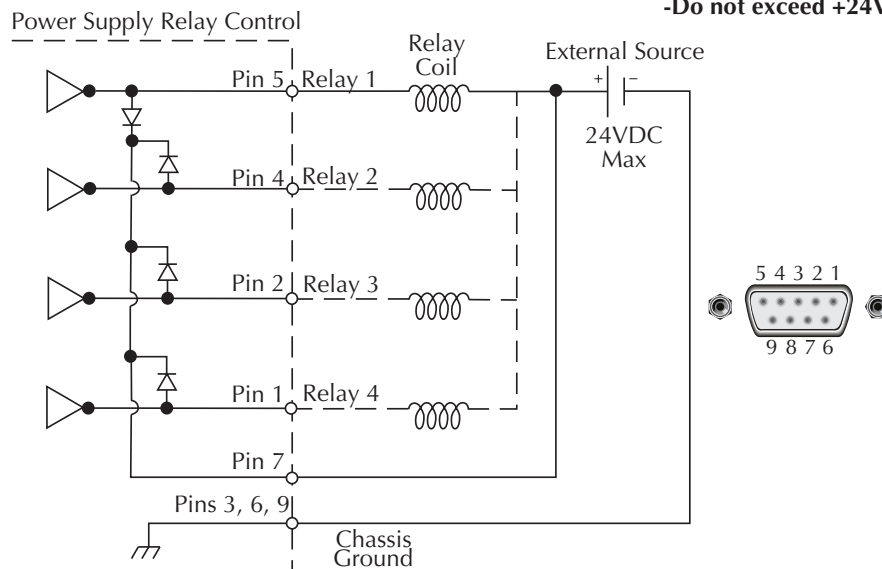 -Do not exceed +24V
Power Supply Relay Control
Relay
Coil
External Source
+ −
24VDC
Max
Pin 5 Relay 1
Pin 4 Relay 2
Pin 2 Relay 3
Pin 1 Relay 4
Pin 7
Pins 3, 6, 9
Chassis
Ground
5 4 3 2 1
9 8 7 6